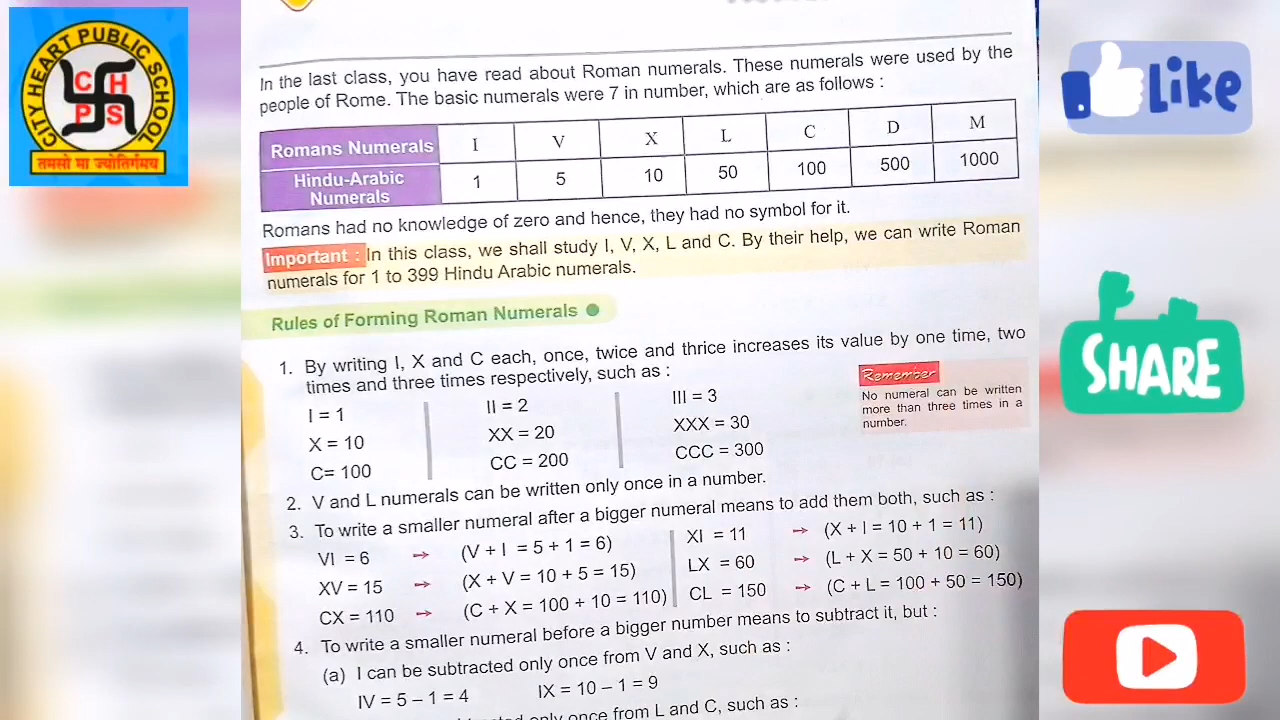 CITY HEART PUBLIC SCHOOL
C H
P S
तमसो मा ज्योतिर्गमय
In the last class, you have read about Roman numerals. These numerals were used by the
people of Rome. The basic numerals were 7 in number, which are as follows :
Romans Numerals I V X L C D M
Hindu-Arabic
Numerals 1 5 10 50 100 500 1000
Romans had no knowledge of zero and hence, they had no symbol for it.
Important : In this class, we shall study I, V, X, L and C. By their help, we can write Roman
numerals for 1 to 399 Hindu Arabic numerals.
Rules of Forming Roman Numerals
1. By writing I, X and C each, once, twice and thrice increases its value by one time, two
times and three times respectively, such as :
I = 1 II = 2 III = 3
X = 10 XX = 20 XXX = 30
C= 100 CC = 200 CCC = 300
Remember
No numeral can be written
more than three times in a
number.
2. V and L numerals can be written only once in a number.
3. To write a smaller numeral after a bigger numeral means to add them both, such as :
VI = 6 ➙ (V + I = 5 + 1 = 6) XI = 11 ➙ (X + I = 10 + 1 = 11)
XV = 15 ➙ (X + V = 10 + 5 = 15) LX = 60 ➙ (L + X = 50 + 10 = 60)
CX = 110 ➙ (C + X = 100 + 10 = 110) CL = 150 ➙ (C + L = 100 + 50 = 150)
4. To write a smaller numeral before a bigger number means to subtract it, but :
(a) I can be subtracted only once from V and X, such as :
IV = 5 – 1 = 4 IX = 10 – 1 = 9
only once from L and C, such as :
Like
SHARE